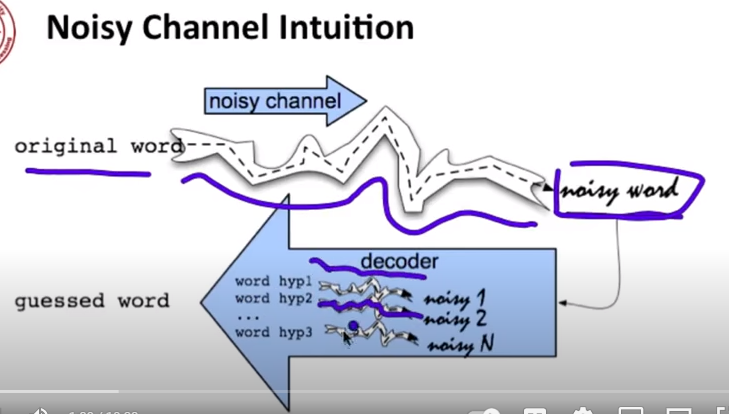 Noisy Channel Intuition
noisy channel
original word
noisy word
decoder
word hyp1
noisy 1
word hyp2
noisy 2
...
word hyp3
noisy N
guessed word